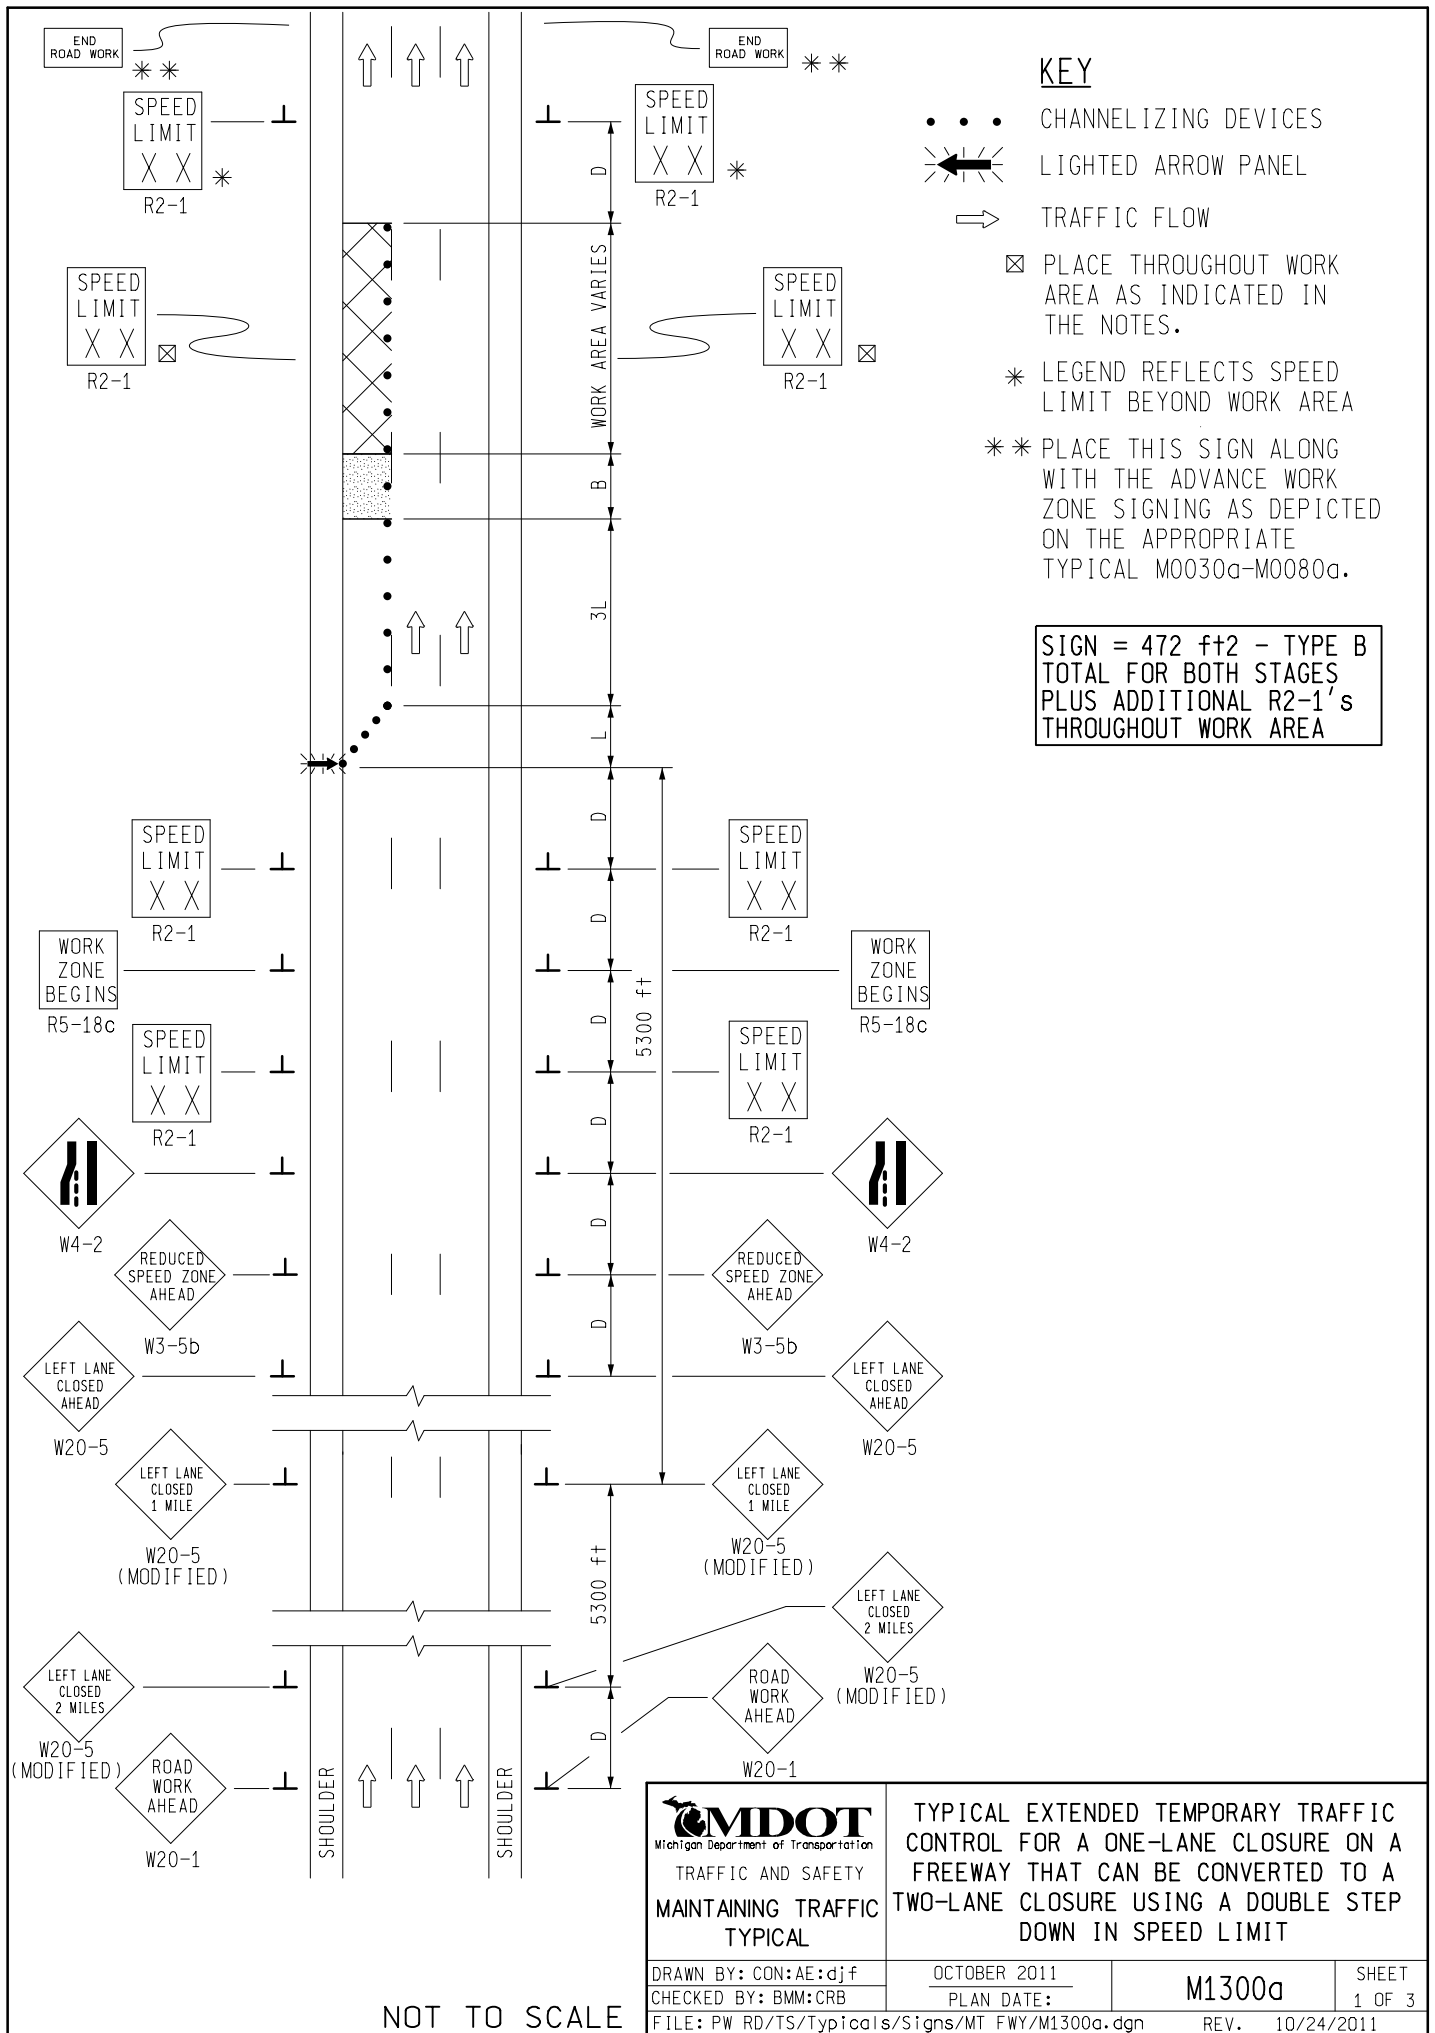 END
ROAD WORK
* *
END
ROAD WORK
* *
SPEED
LIMIT
X X
*
R2-1
SPEED
LIMIT
X X
*
R2-1
D
SPEED
LIMIT
X X
R2-1
SPEED
LIMIT
X X
R2-1
WORK AREA VARIES
B
3L
L
KEY
CHANNELIZING DEVICES
LIGHTED ARROW PANEL
TRAFFIC FLOW
PLACE THROUGHOUT WORK
AREA AS INDICATED IN
THE NOTES.
* LEGEND REFLECTS SPEED
LIMIT BEYOND WORK AREA
* * PLACE THIS SIGN ALONG
WITH THE ADVANCE WORK
ZONE SIGNING AS DEPICTED
ON THE APPROPRIATE
TYPICAL M0030a-M0080a.
SIGN = 472 ft2 - TYPE B
TOTAL FOR BOTH STAGES
PLUS ADDITIONAL R2-1's
THROUGHOUT WORK AREA
D
SPEED
LIMIT
X X
R2-1
SPEED
LIMIT
X X
R2-1
D
WORK
ZONE
BEGINS
R5-18c
WORK
ZONE
BEGINS
R5-18c
D
5300 ft
SPEED
LIMIT
X X
R2-1
SPEED
LIMIT
X X
R2-1
D
W4-2
W4-2
D
REDUCED
SPEED ZONE
AHEAD
W3-5b
REDUCED
SPEED ZONE
AHEAD
W3-5b
D
LEFT LANE
CLOSED
AHEAD
W20-5
LEFT LANE
CLOSED
AHEAD
W20-5
LEFT LANE
CLOSED
1 MILE
W20-5
(MODIFIED)
LEFT LANE
CLOSED
1 MILE
W20-5
(MODIFIED)
5300 ft
LEFT LANE
CLOSED
2 MILES
W20-5
(MODIFIED)
LEFT LANE
CLOSED
2 MILES
W20-5
(MODIFIED)
D
ROAD
WORK
AHEAD
W20-1
ROAD
WORK
AHEAD
W20-1
SHOULDER
SHOULDER
NOT TO SCALE
MDOT
Michigan Department of Transportation
TRAFFIC AND SAFETY
MAINTAINING TRAFFIC
TYPICAL
TYPICAL EXTENDED TEMPORARY TRAFFIC
CONTROL FOR A ONE-LANE CLOSURE ON A
FREEWAY THAT CAN BE CONVERTED TO A
TWO-LANE CLOSURE USING A DOUBLE STEP
DOWN IN SPEED LIMIT
DRAWN BY: CON:AE:djf
CHECKED BY: BMM:CRB
OCTOBER 2011
PLAN DATE:
M1300a
SHEET
1 OF 3
FILE: PW RD/TS/Typicals/Signs/MT FWY/M1300a.dgn
REV. 10/24/2011